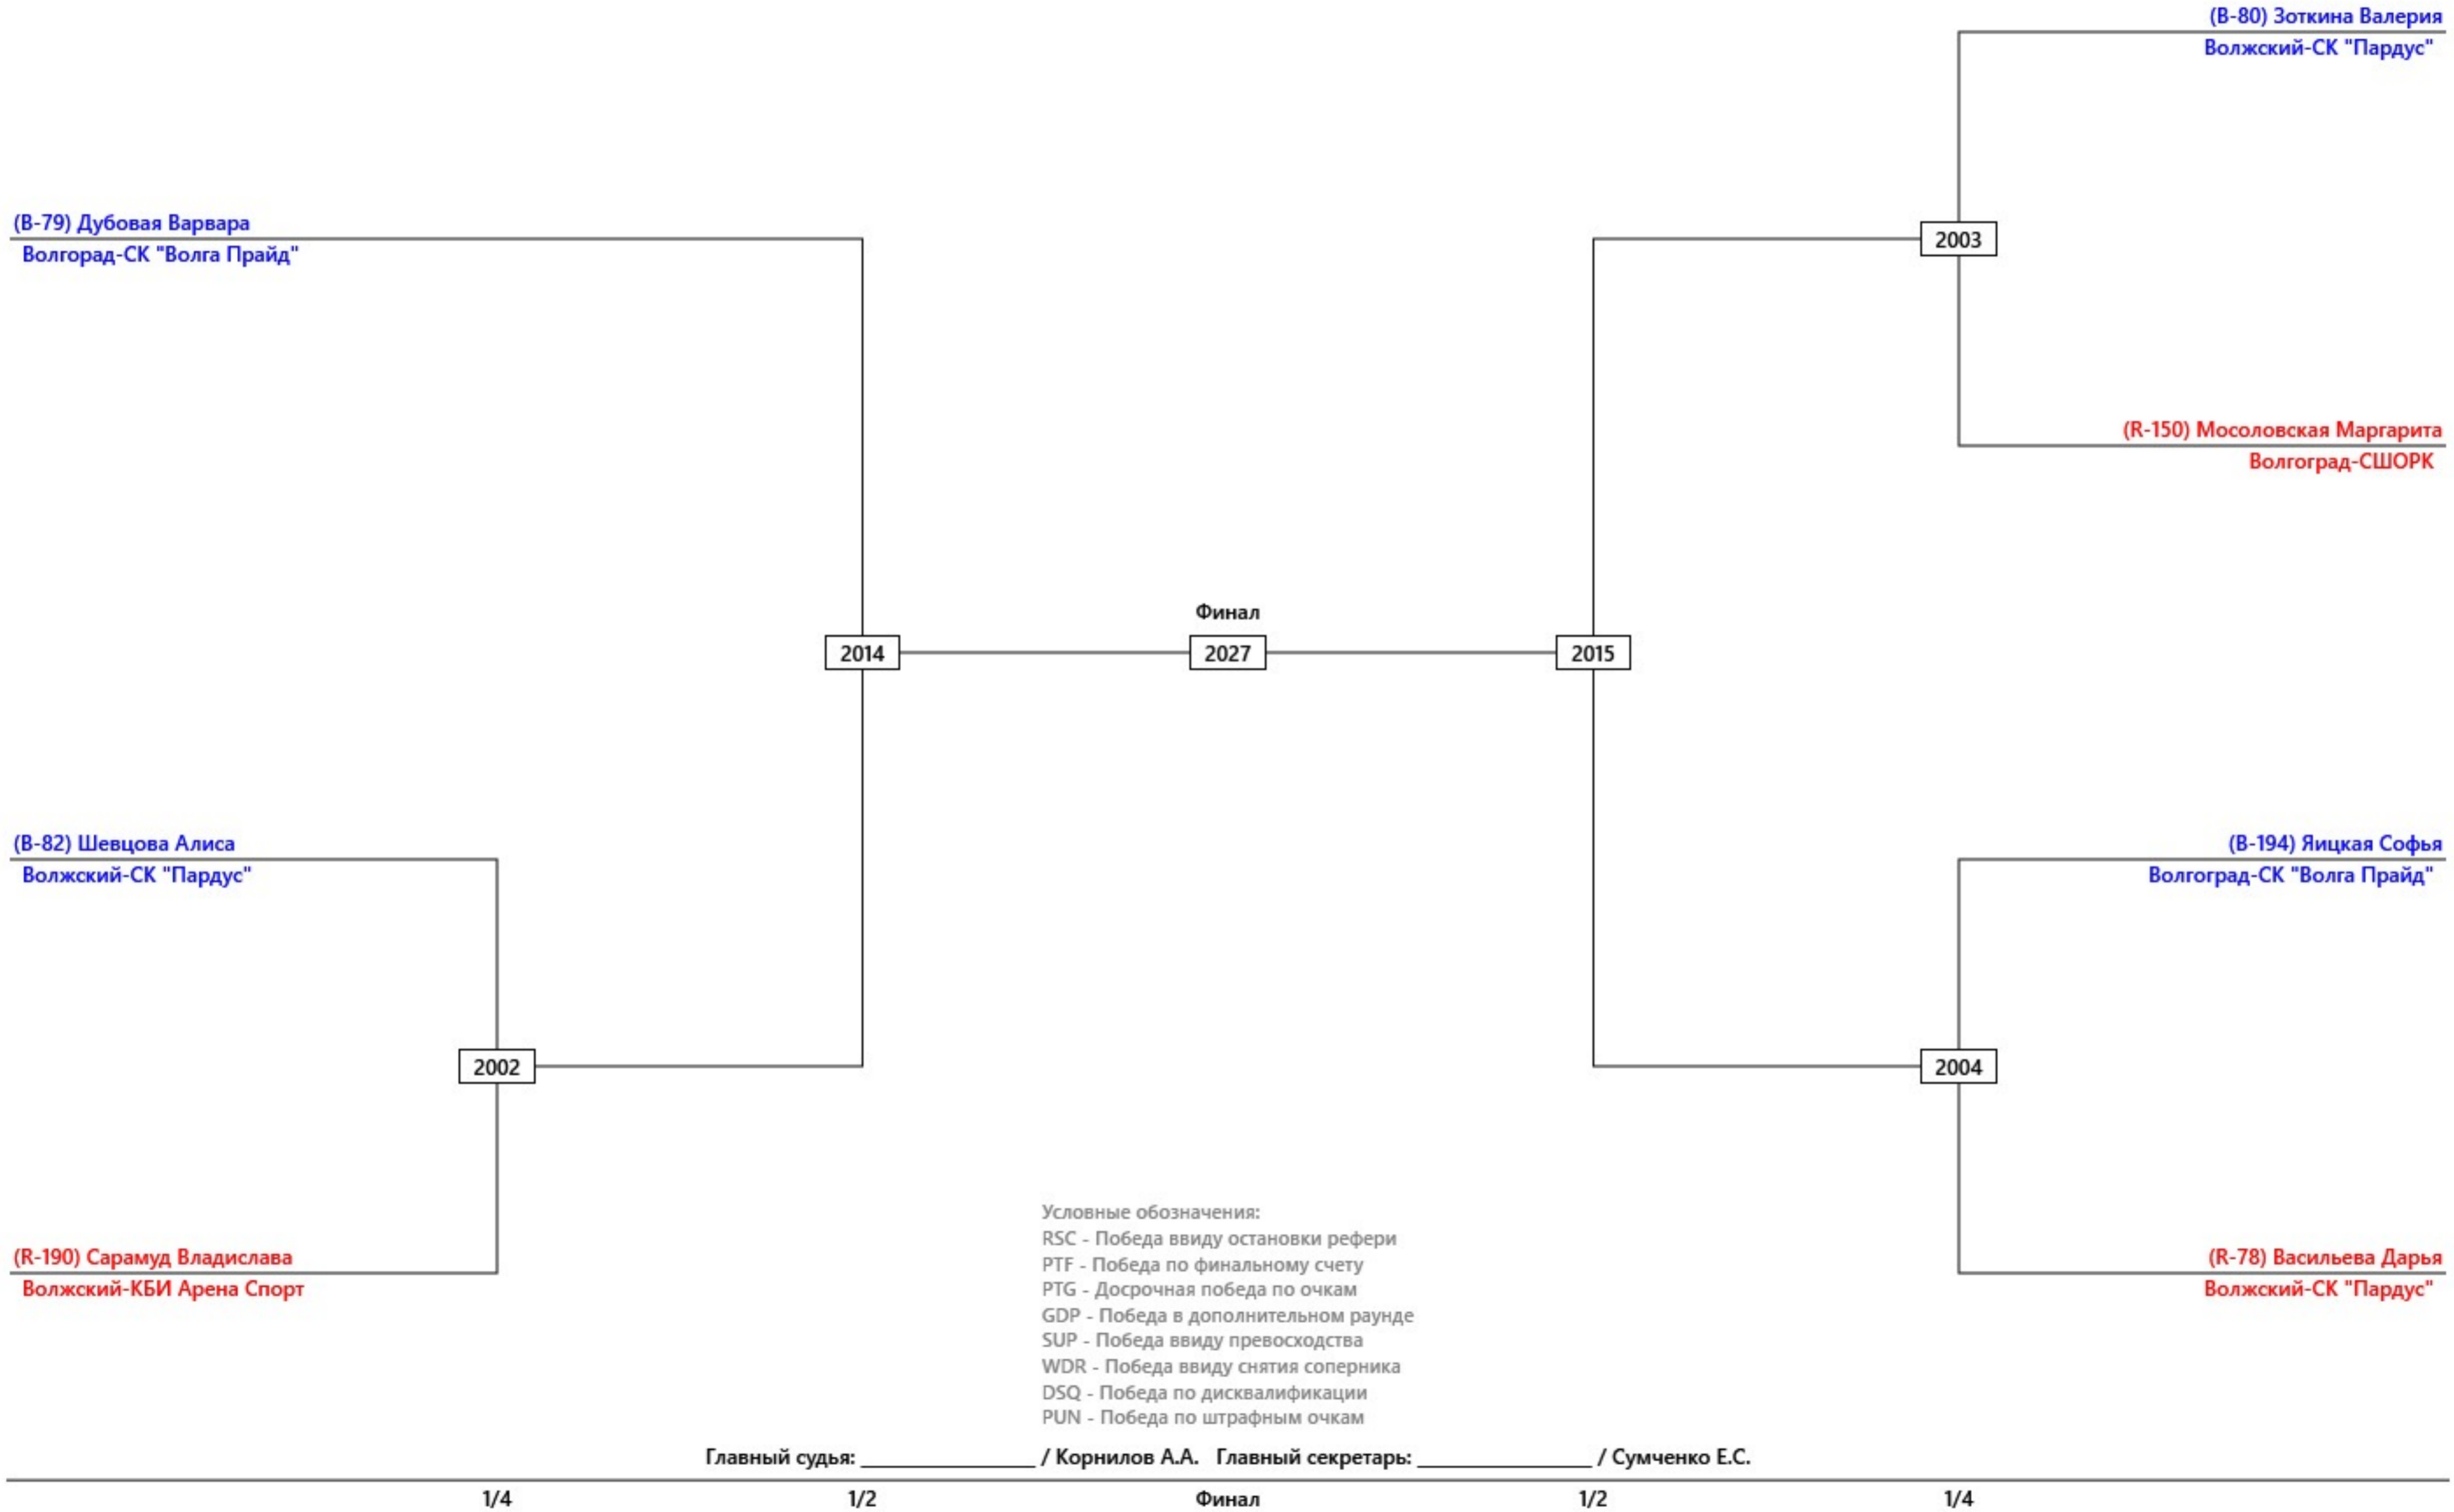 (B-80) Зоткина Валерия
Волжский-СК "Пардус"
(B-79) Дубовая Варвара
Волгорад-СК "Волга Прайд"
2003
(R-150) Мосоловская Маргарита
Волгоград-СШОРК
Финал
2014
2027
2015
(B-82) Шевцова Алиса
Волжский-СК "Пардус"
(B-194) Яицкая Софья
Волгоград-СК "Волга Прайд"
2002
2004
(R-190) Сарамуд Владислава
Волжский-КБИ Арена Спорт
(R-78) Васильева Дарья
Волжский-СК "Пардус"
Условные обозначения:
RSC - Победа ввиду остановки рефери
PTF - Победа по финальному счету
PTG - Досрочная победа по очкам
GDP - Победа в дополнительном раунде
SUP - Победа ввиду превосходства
WDR - Победа ввиду снятия соперника
DSQ - Победа по дисквалификации
PUN - Победа по штрафным очкам
Главный судья: ________________ / Корнилов А.А. Главный секретарь: ________________ / Сумченко Е.С.
1/4 1/2 Финал 1/2 1/4